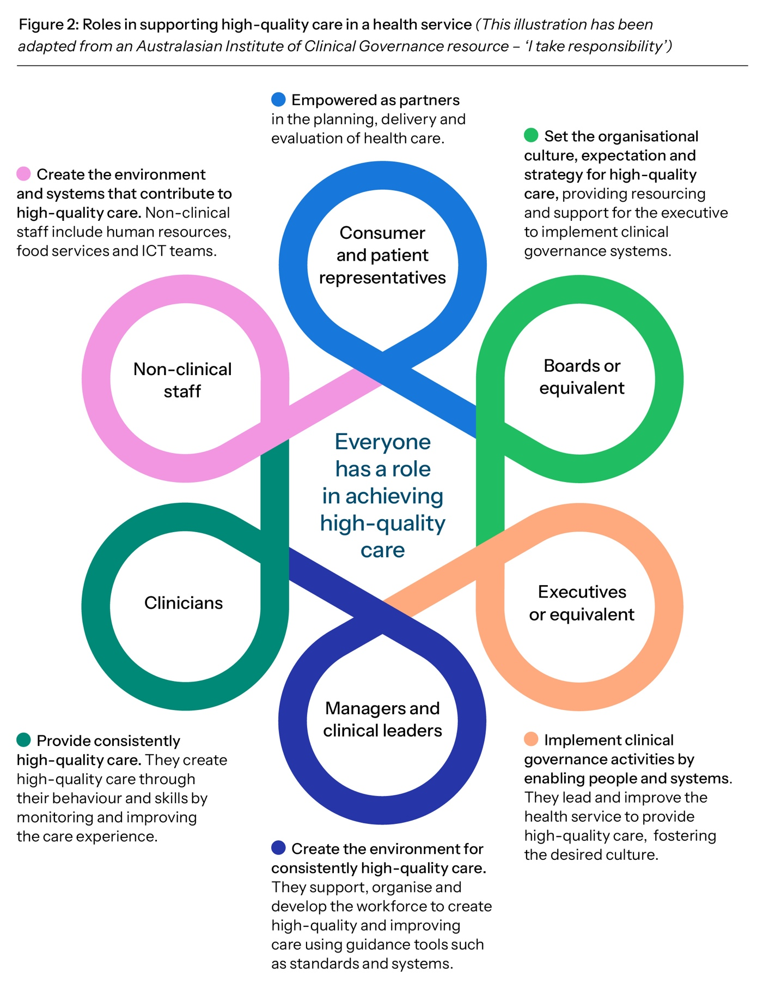 Figure 2: Roles in supporting high-quality care in a health service (This illustration has been
adapted from an Australasian Institute of Clinical Governance resource – ‘I take responsibility’)
Empowered as partners
in the planning, delivery and
evaluation of health care.
Set the organisational
culture, expectation and
strategy for high-quality
care, providing resourcing
and support for the executive
to implement clinical
governance systems.
Create the environment
and systems that contribute to
high-quality care. Non-clinical
staff include human resources,
food services and ICT teams.
Consumer
and patient
representatives
Non-clinical
staff
Boards or
equivalent
Everyone
has a role
in achieving
high-quality
care
Clinicians
Executives
or equivalent
Managers and
clinical leaders
Provide consistently
high-quality care. They create
high-quality care through
their behaviour and skills by
monitoring and improving
the care experience.
Implement clinical
governance activities by
enabling people and systems.
They lead and improve the
health service to provide
high-quality care,  fostering
the desired culture.
Create the environment for
consistently high-quality care.
They support, organise and
develop the workforce to create
high-quality and improving
care using guidance tools such
as standards and systems.